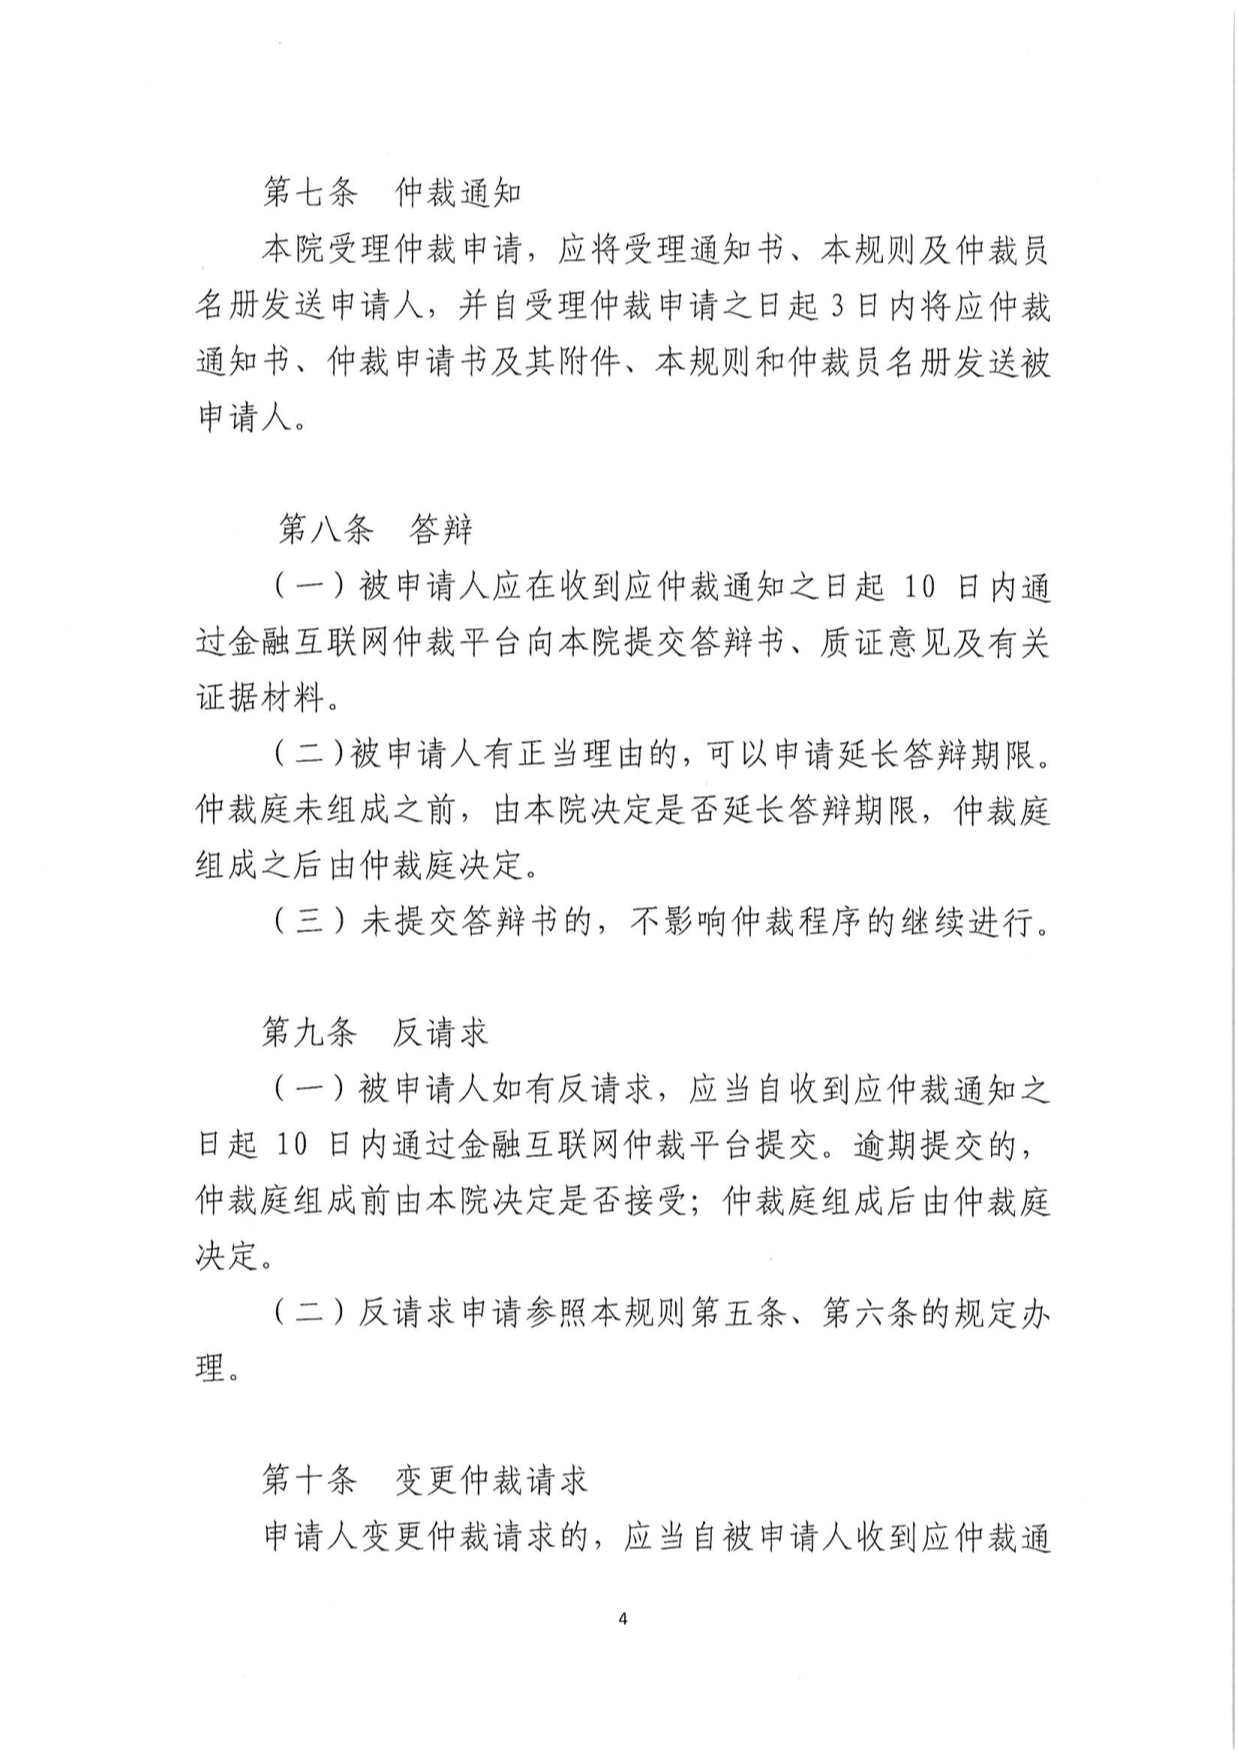 第七条 仲裁通知
本院受理仲裁申请，应将受理通知书、本规则及仲裁员
名册发送申请人，并自受理仲裁申请之日起3日内将应仲裁
通知书、仲裁申请书及其附件、本规则和仲裁员名册发送被
申请人。
第八条 答辩
（一）被申请人应在收到应仲裁通知之日起 10 日内通
过金融互联网仲裁平台向本院提交答辩书、质证意见及有关
证据材料。
（二）被申请人有正当理由的，可以申请延长答辩期限。
仲裁庭未组成之前，由本院决定是否延长答辩期限，仲裁庭
组成之后由仲裁庭决定。
（三）未提交答辩书的，不影响仲裁程序的继续进行。
第九条 反请求
（一）被申请人如有反请求，应当自收到应仲裁通知之
日起 10 日内通过金融互联网仲裁平台提交。逾期提交的，
仲裁庭组成前由本院决定是否接受；仲裁庭组成后由仲裁庭
决定。
（二）反请求申请参照本规则第五条、第六条的规定办
理。
第十条 变更仲裁请求
申请人变更仲裁请求的，应当自被申请人收到应仲裁通
4